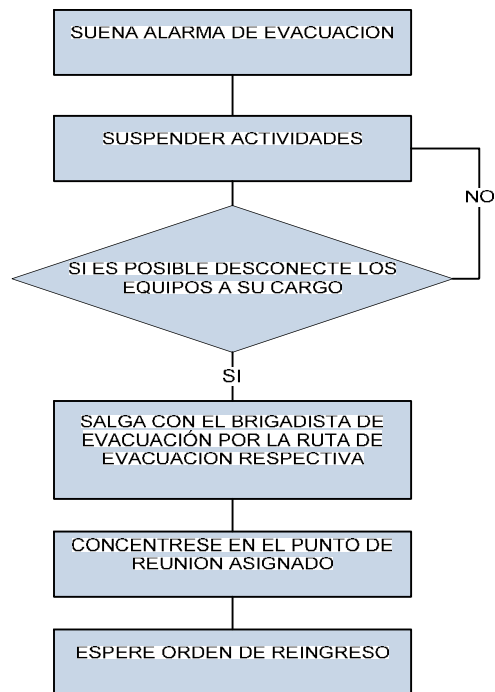 SUENA ALARMA DE EVACUACION
SUSPENDER ACTIVIDADES
NO
SI ES POSIBLE DESCONECTE LOS
EQUIPOS A SU CARGO
SI
SALGA CON EL BRIGADISTA DE
EVACUACIÓN POR LA RUTA DE
EVACUACION RESPECTIVA
CONCENTRESE EN EL PUNTO DE
REUNION ASIGNADO
ESPERE ORDEN DE REINGRESO